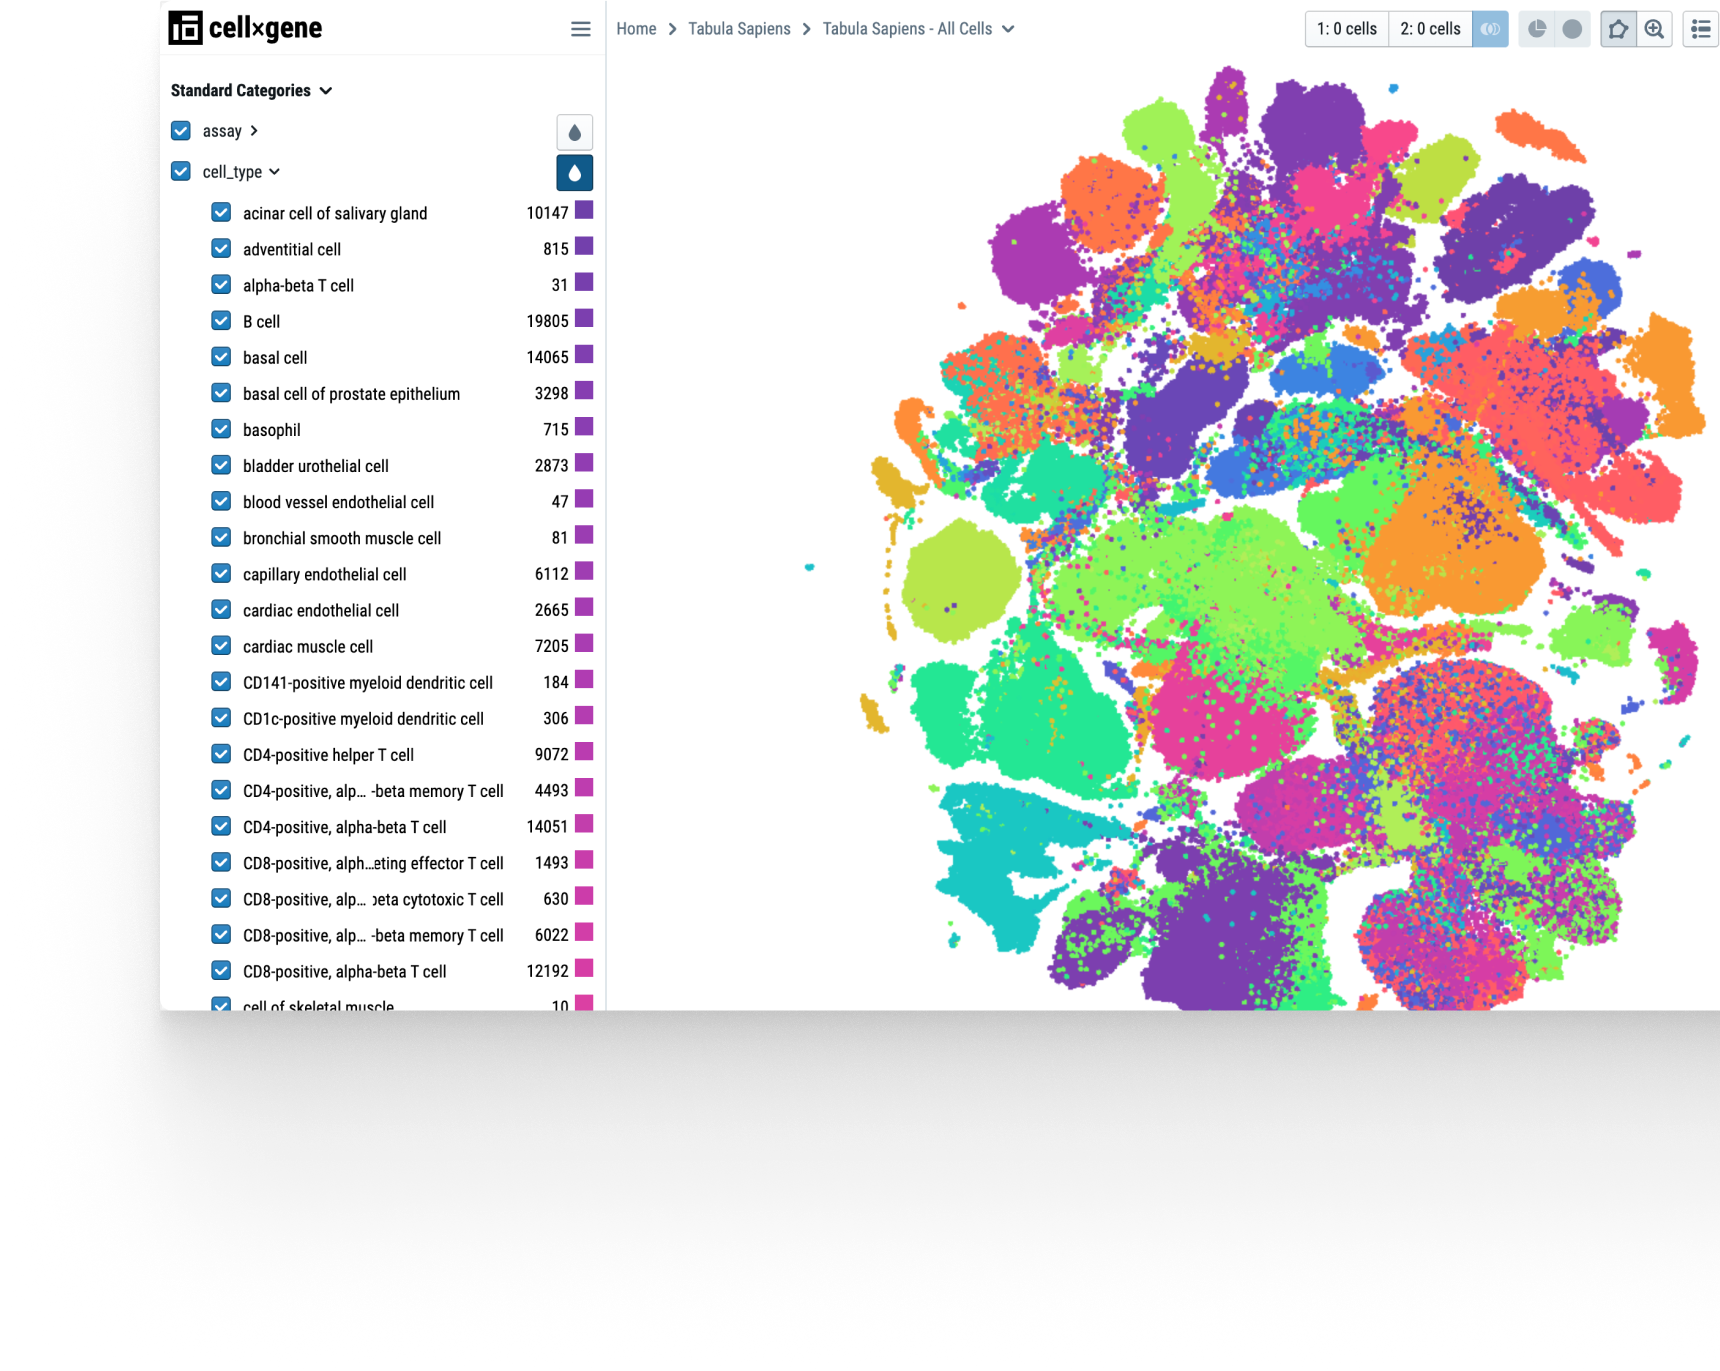 cell×gene
Home > Tabula Sapiens > Tabula Sapiens - All Cells
1: 0 cells 2: 0 cells
Standard Categories
assay
cell_type
acinar cell of salivary gland 10147
adventitial cell 815
alpha-beta T cell 31
B cell 19805
basal cell 14065
basal cell of prostate epithelium 3298
basophil 715
bladder urothelial cell 2873
blood vessel endothelial cell 47
bronchial smooth muscle cell 81
capillary endothelial cell 6112
cardiac endothelial cell 2665
cardiac muscle cell 7205
CD141-positive myeloid dendritic cell 184
CD1c-positive myeloid dendritic cell 306
CD4-positive helper T cell 9072
CD4-positive, alp... -beta memory T cell 4493
CD4-positive, alpha-beta T cell 14051
CD8-positive, alph...eting effector T cell 1493
CD8-positive, alp... beta cytotoxic T cell 630
CD8-positive, alp... -beta memory T cell 6022
CD8-positive, alpha-beta T cell 12192
cell of skeletal muscle 10